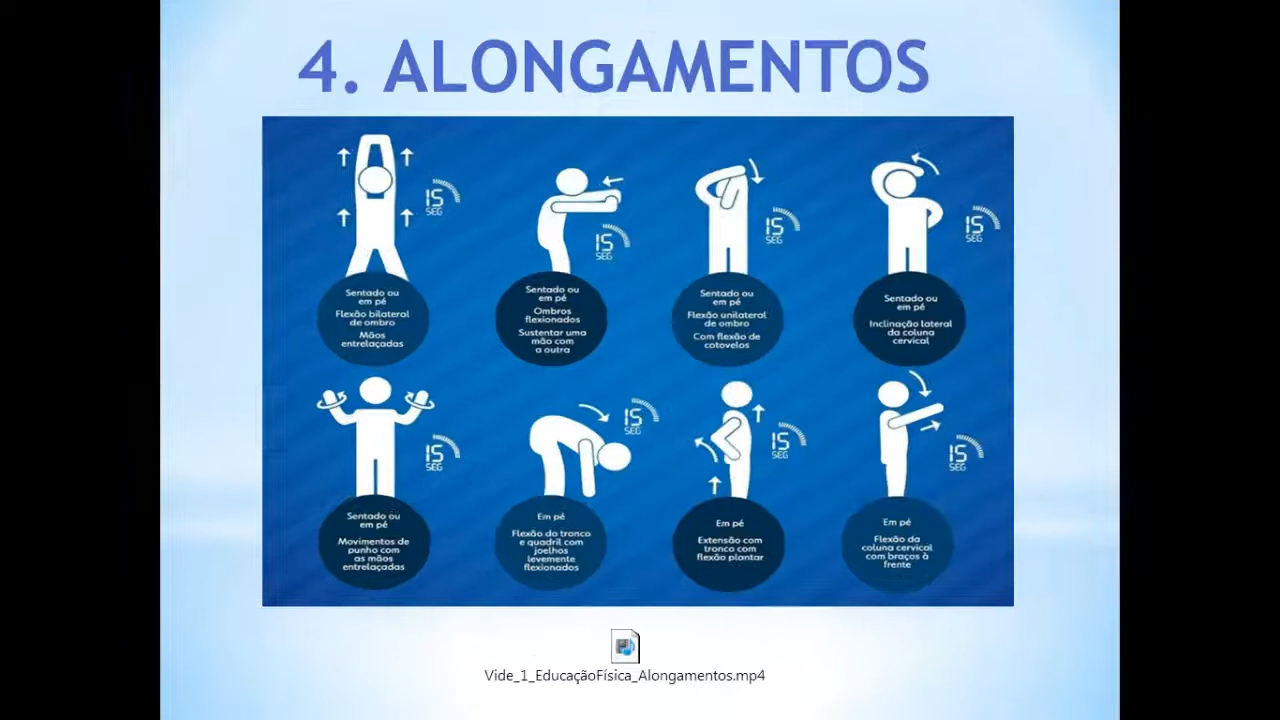 4. ALONGAMENTOS
15
SEG
Sentado ou
em pé
Flexão bilateral
de ombro
Mãos
entrelaçadas
15
SEG
Sentado ou
em pé
Ombros
flexionados
Sustentar uma
mão com
a outra
15
SEG
Sentado ou
em pé
Flexão unilateral
de ombro
Com flexão de
cotovelos
15
SEG
Sentado ou
em pé
Inclinação lateral
da coluna
cervical
15
SEG
Sentado ou
em pé
Movimentos de
punho com
as mãos
entrelaçadas
15
SEG
Em pé
Flexão do tronco
e quadril com
joelhos
levemente
flexionados
15
SEG
Em pé
Extensão com
tronco com
flexão plantar
15
SEG
Em pé
Flexão da
coluna cervical
com braços à
frente
Vide_1_EducaçãoFísica_Alongamentos.mp4